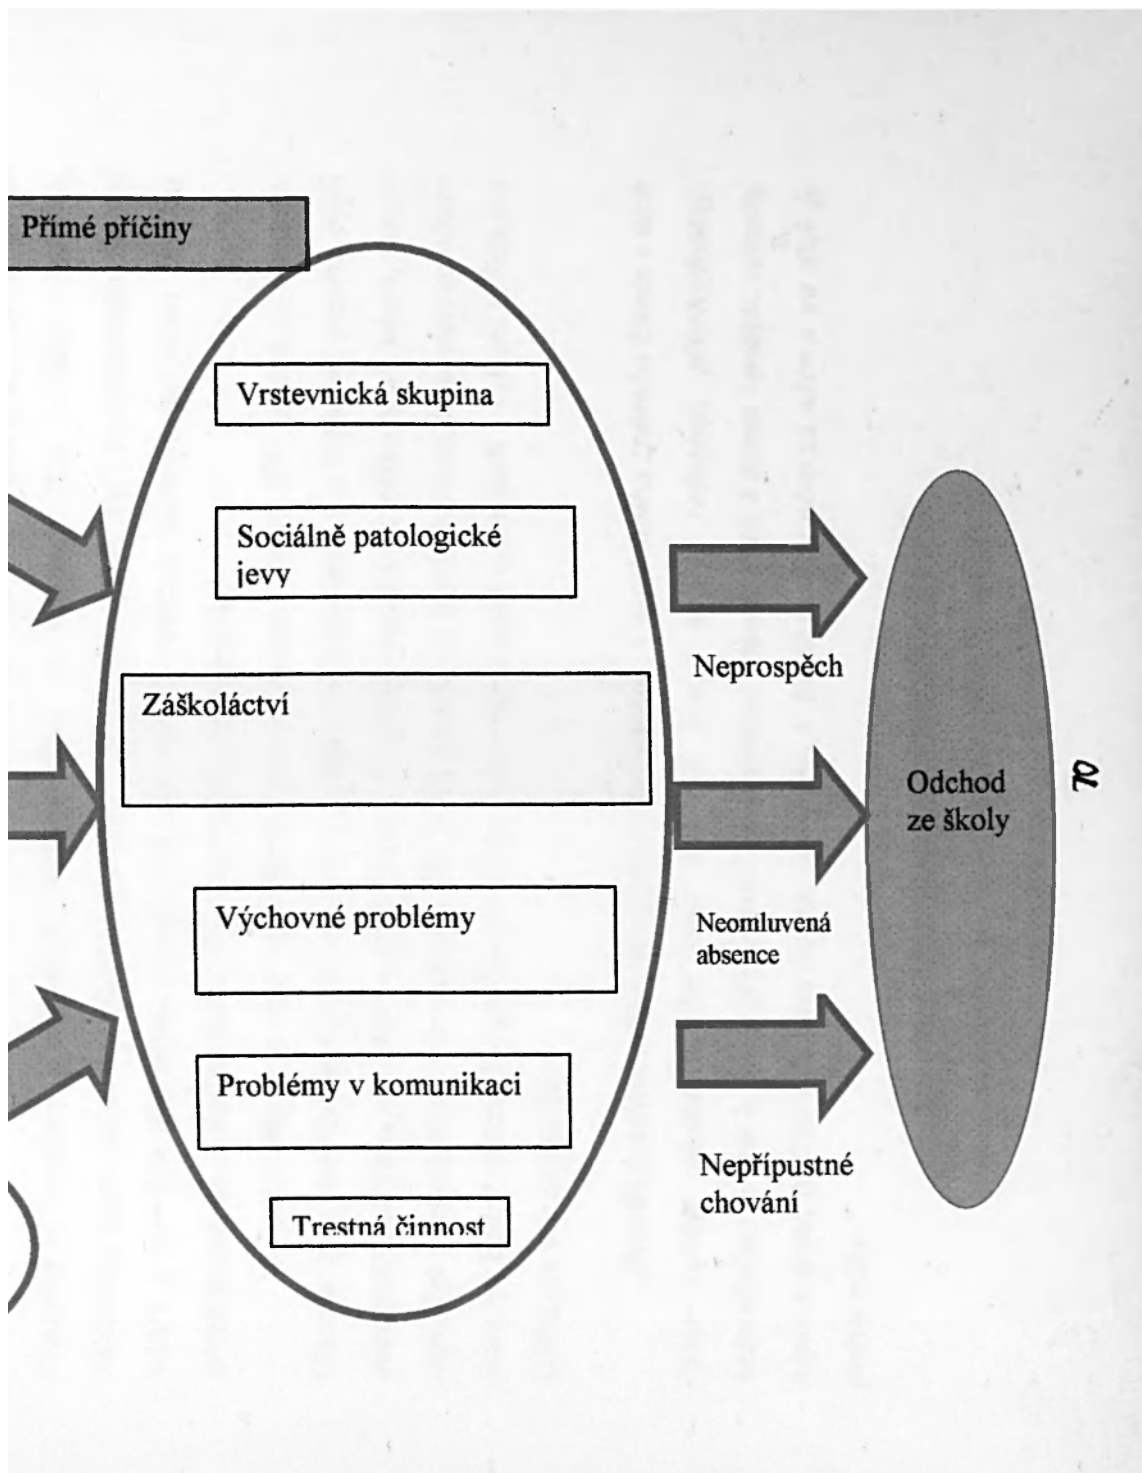 Přímé příčiny
Vrstevnická skupina
Sociálně patologické
jevy
Záškoláctví
Výchovné problémy
Problémy v komunikaci
Trestná činnost
Neprospěch
Neomluvená
absence
Nepřípustné
chování
Odchod
ze školy
70